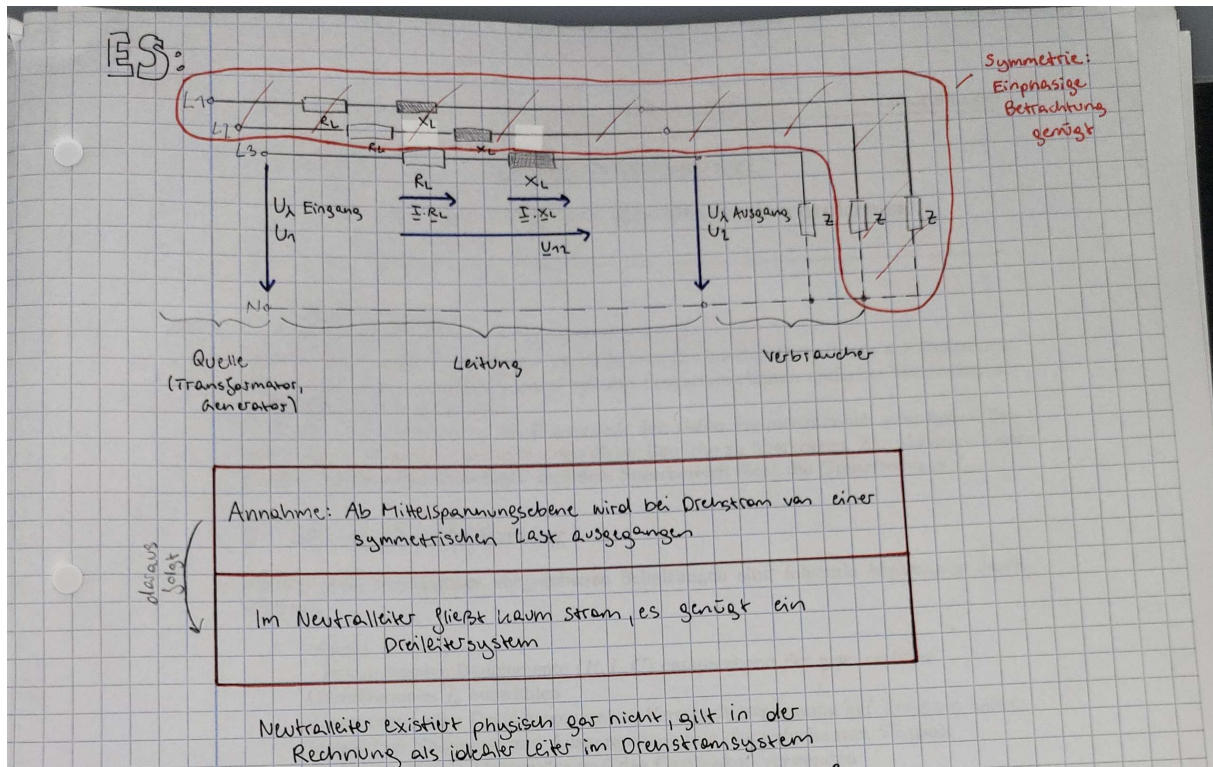 ES:
Symmetrie:
Einphasige
Betrachtung
genügt
L1
RL
XL
L2
RL
XL
L3
RL
XL
I·RL
I·XL
U12
Uλ Eingang
U1
Uλ Ausgang
U2
Z
Z
Z
N
Quelle
(Transformator,
Generator)
Leitung
Verbraucher
Annahme: Ab Mittelspannungsebene wird bei Drehstrom von einer
symmetrischen Last ausgegangen
daraus
folgt
Im Neutralleiter fließt kaum strom, es genügt ein
Dreileitersystem
Neutralleiter existiert physisch gar nicht, gilt in der
Rechnung als idealer Leiter im Drehstromsystem